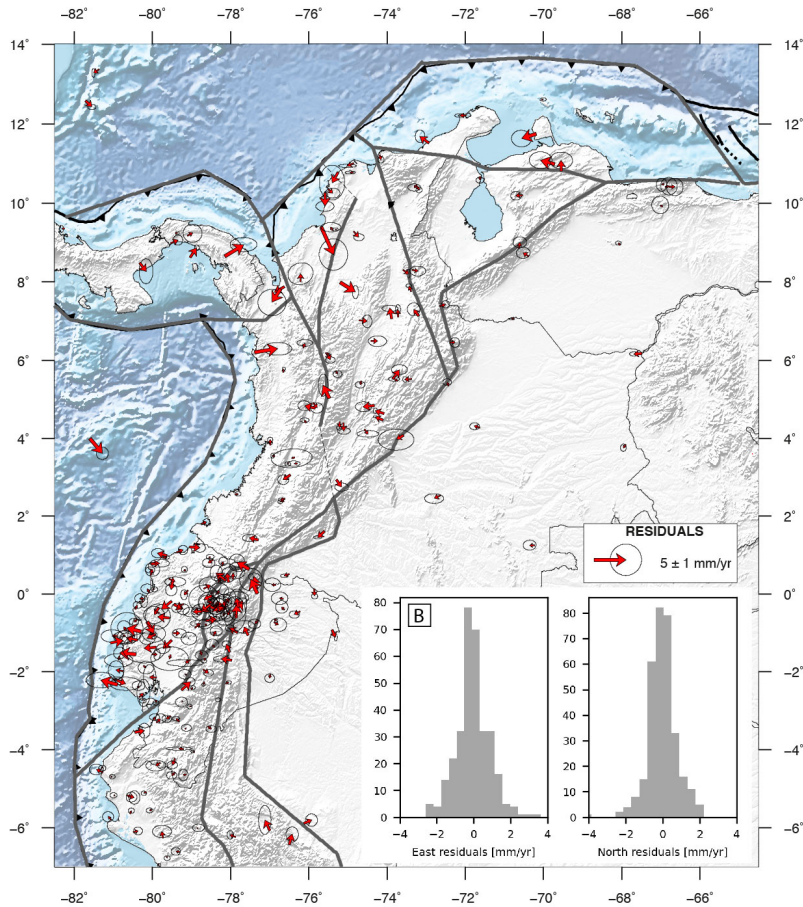 −82° −80° −78° −76° −74° −72° −70° −68° −66°
14° 14°
12° 12°
10° 10°
8° 8°
6° 6°
4° 4°
2° 2°
RESIDUALS
5 ± 1 mm/yr
0° 0°
B
80 80
70 70
60 60
50 50
40 40
30 30
20 20
10 10
0 0
−4 −2 0 2 4 −4 −2 0 2 4
East residuals [mm/yr] North residuals [mm/yr]
−2° −2°
−4° −4°
−6° −6°
−82° −80° −78° −76° −74° −72° −70° −68° −66°